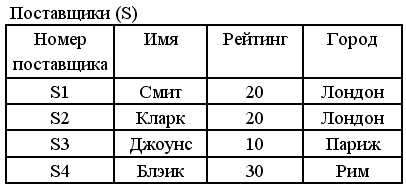 Поставщики (S)
Номер поставщика Имя Рейтинг Город
S1 Смит 20 Лондон
S2 Кларк 20 Лондон
S3 Джоунс 10 Париж
S4 Блэик 30 Рим